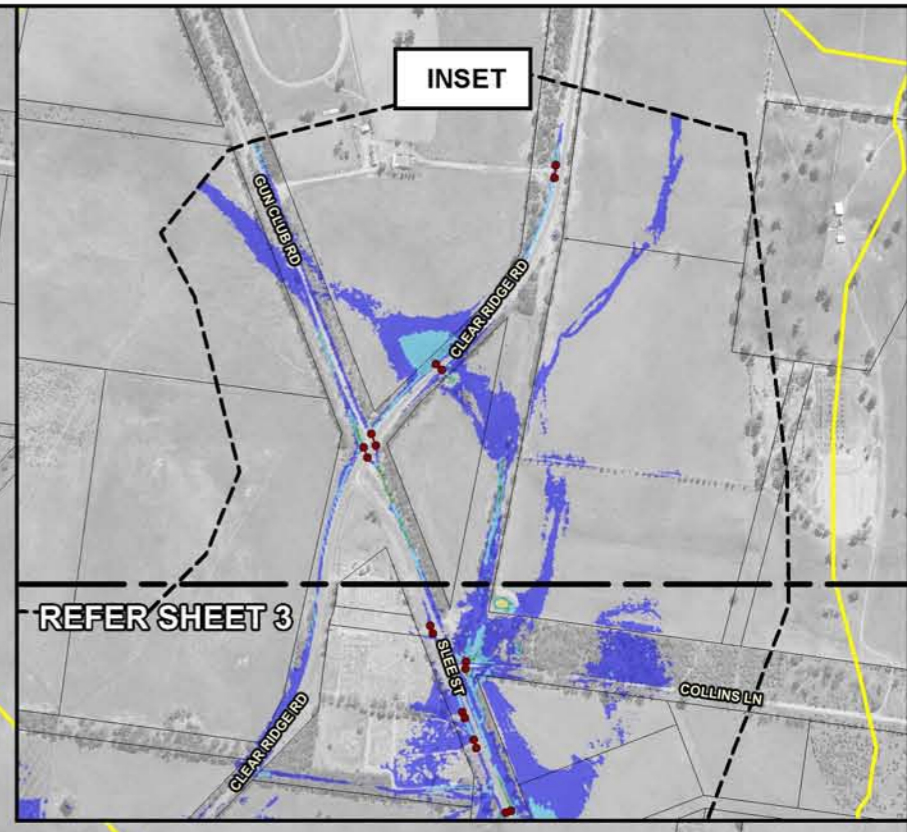 INSET
GUN CLUB RD
CLEAR RIDGE RD
REFER SHEET 3
SLEE ST
COLLINS LN
CLEAR RIDGE RD